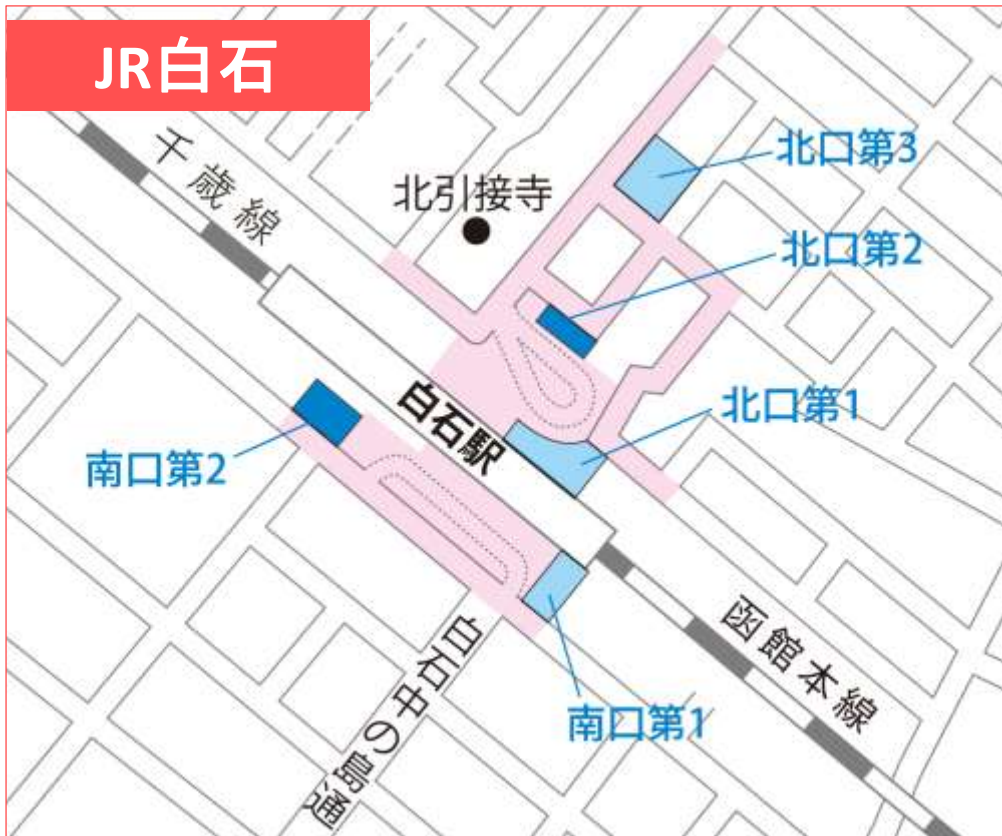 JR白石
千歳線
北引接寺
北口第3
北口第2
北口第1
白石駅
南口第2
南口第1
函館本線
白石中の島通